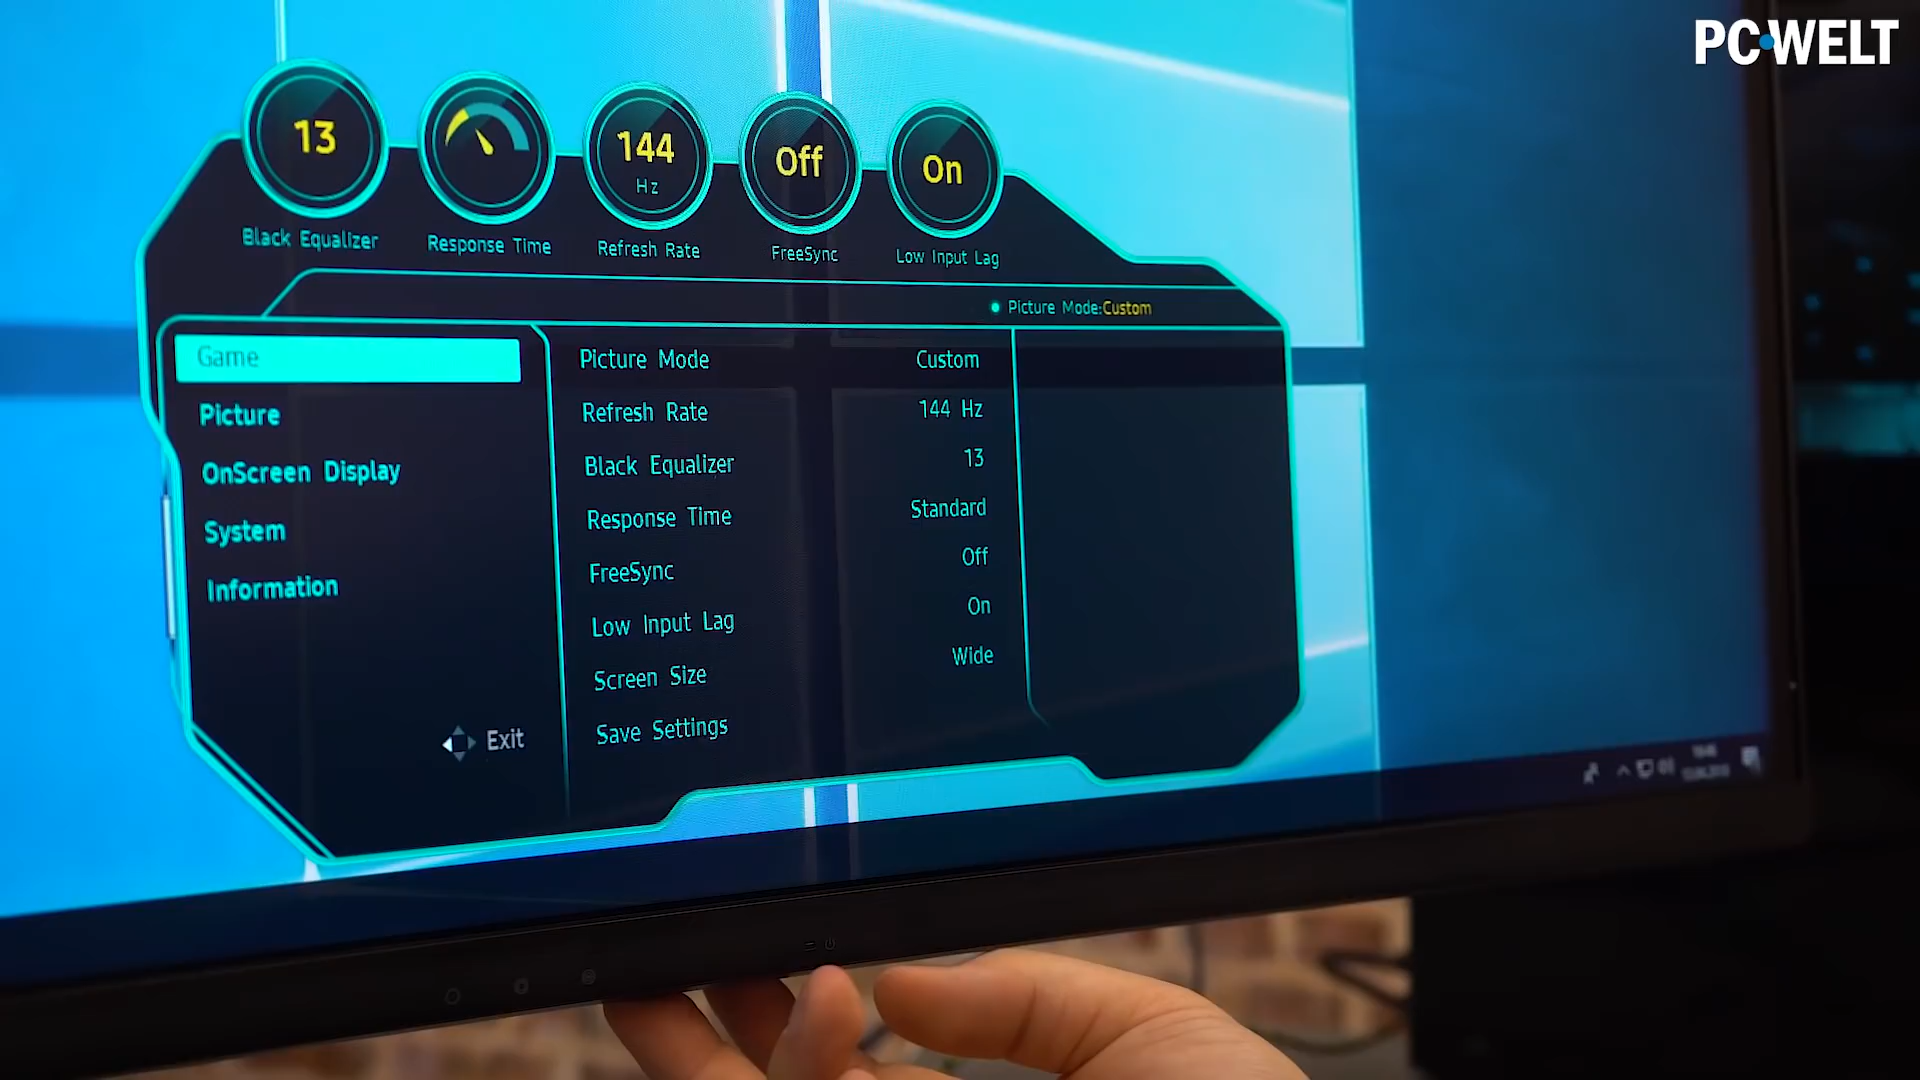 PC WELT
13
144
Hz
Off
On
Black Equalizer
Response Time
Refresh Rate
FreeSync
Low Input Lag
Picture Mode:Custom
Game
Picture
OnScreen Display
System
Information
Exit
Picture Mode Custom
Refresh Rate 144 Hz
Black Equalizer 13
Response Time Standard
FreeSync Off
Low Input Lag On
Screen Size Wide
Save Settings